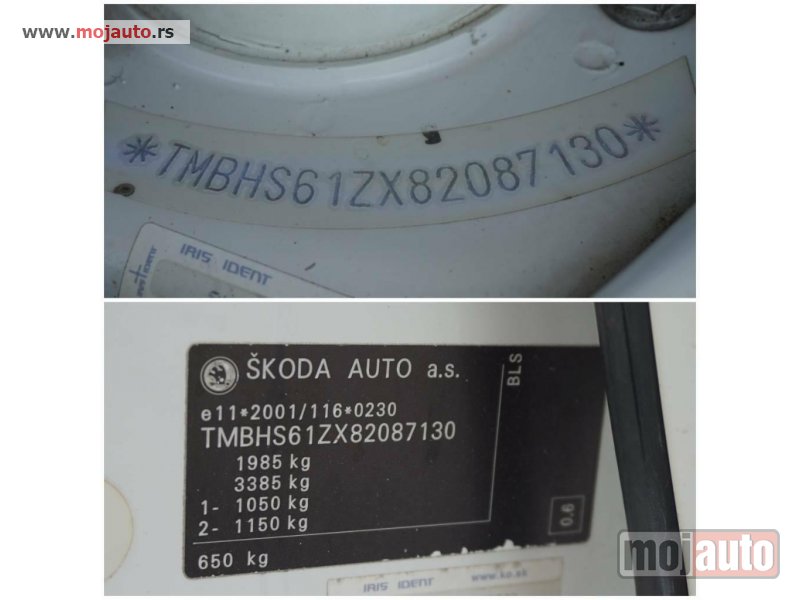 www.mojauto.rs
*TMBHS61ZX82087130*
IRIS IDENT
ŠKODA AUTO a.s.
BLS
e11*2001/116*0230
TMBHS61ZX82087130
1985 kg
3385 kg
1- 1050 kg
2- 1150 kg
0.6
650 kg
IRIS IDENT
www.ko.sk
mojauto